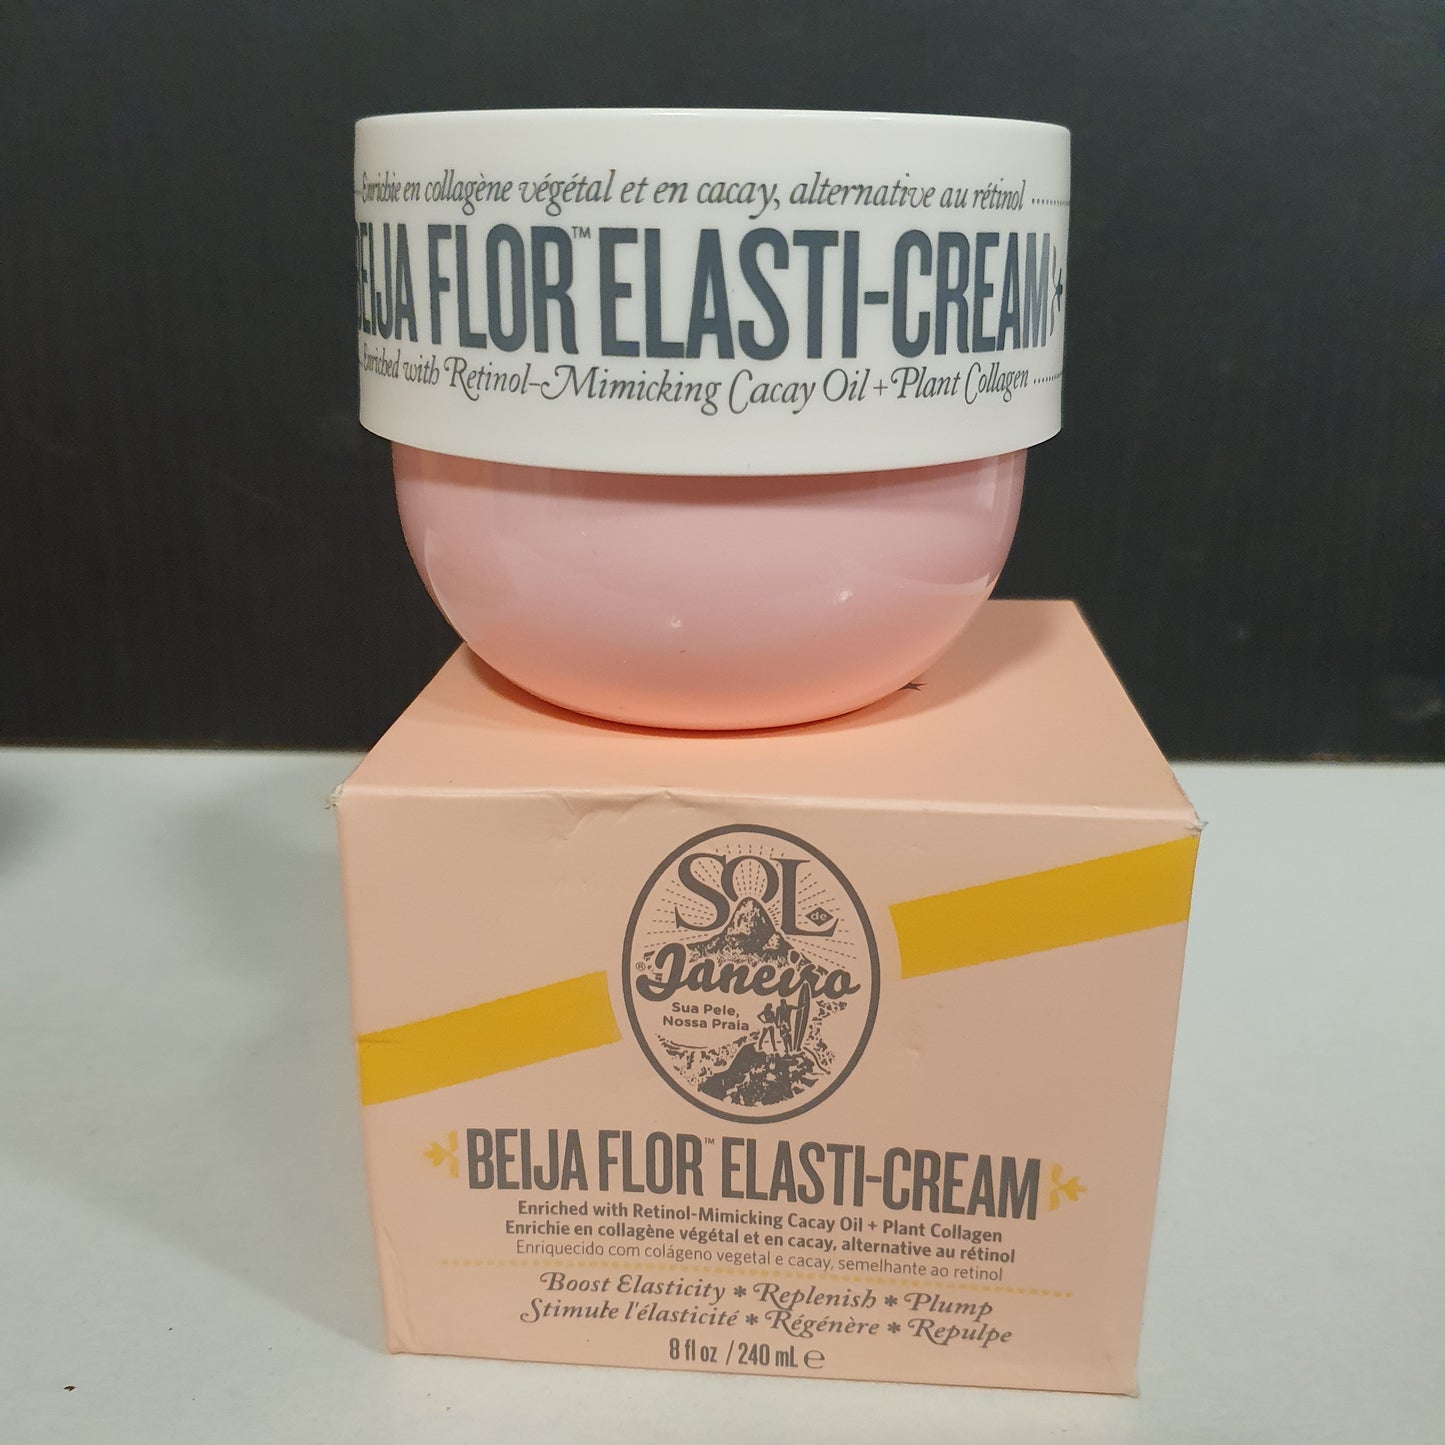 Enrichie en collagène végétal et en cacay, alternative au rétinol
BEIJA FLOR™ ELASTI-CREAM
Enriched with Retinol-Mimicking Cacay Oil + Plant Collagen
SOL
de
Janeiro®
Sua Pele,
Nossa Praia
BEIJA FLOR™ ELASTI-CREAM
Enriched with Retinol-Mimicking Cacay Oil + Plant Collagen
Enrichie en collagène végétal et en cacay, alternative au rétinol
Enriquecido com colágeno vegetal e cacay, semelhante ao retinol
Boost Elasticity * Replenish * Plump
Stimule l'élasticité * Régénère * Repulpe
8 fl oz / 240 mL ℮